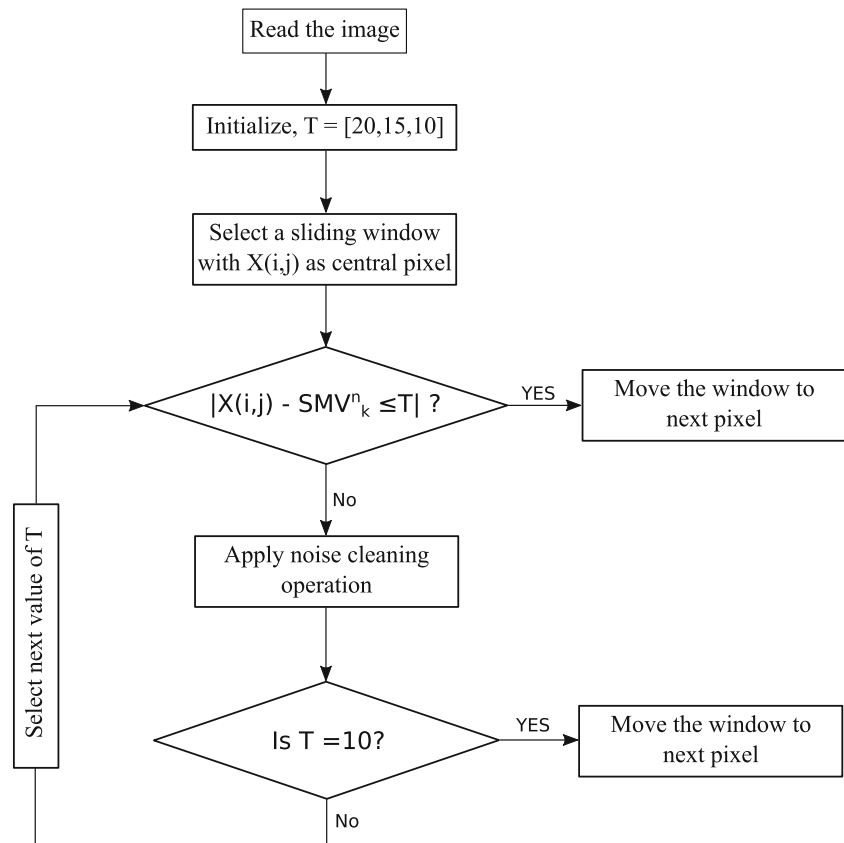 Read the image
Initialize, T = [20,15,10]
Select a sliding window
with X(i,j) as central pixel
|X(i,j) - SMVⁿₖ ≤T| ?
YES
Move the window to
next pixel
No
Select next value of T
Apply noise cleaning
operation
Is T =10?
YES
Move the window to
next pixel
No